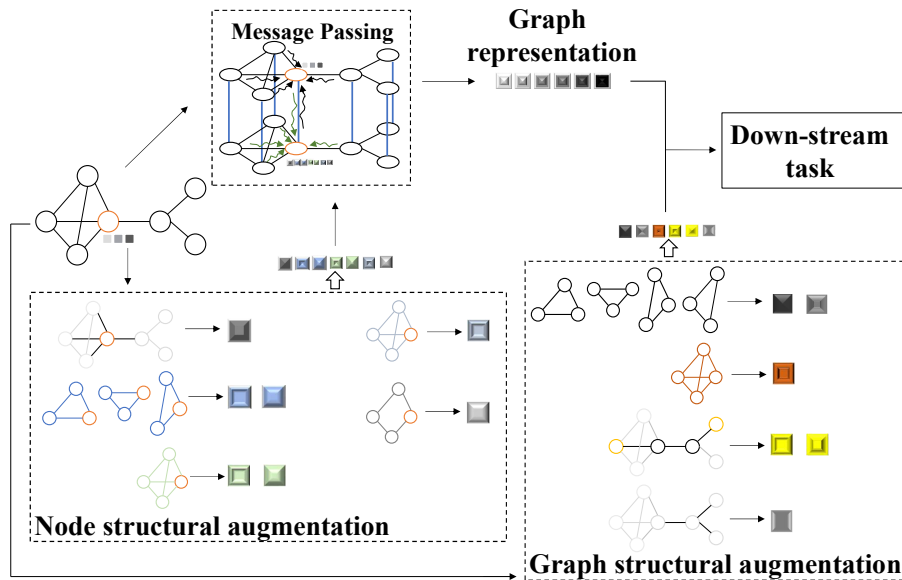 Message Passing
Graph
representation
Down-stream
task
Node structural augmentation
Graph structural augmentation